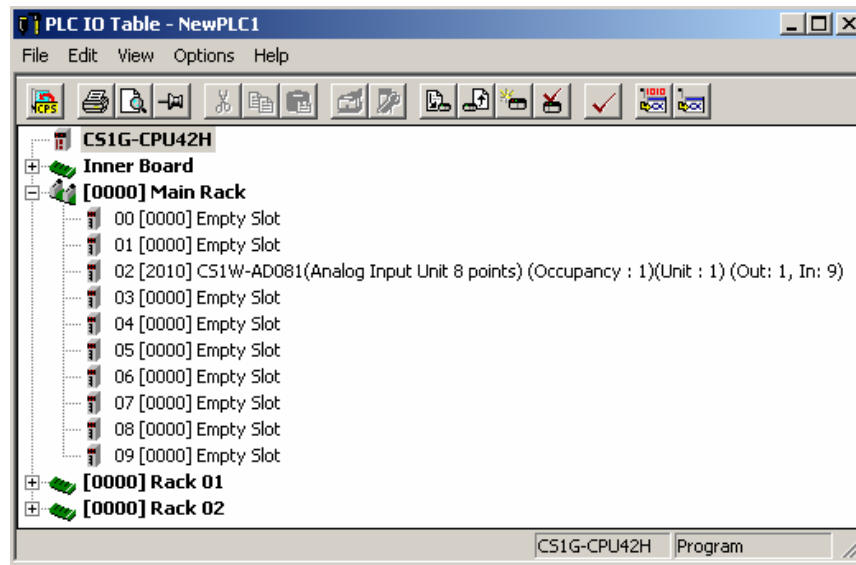 PLC IO Table - NewPLC1
File Edit View Options Help
CS1G-CPU42H
Inner Board
[0000] Main Rack
00 [0000] Empty Slot
01 [0000] Empty Slot
02 [2010] CS1W-AD081(Analog Input Unit 8 points) (Occupancy : 1)(Unit : 1) (Out: 1, In: 9)
03 [0000] Empty Slot
04 [0000] Empty Slot
05 [0000] Empty Slot
06 [0000] Empty Slot
07 [0000] Empty Slot
08 [0000] Empty Slot
09 [0000] Empty Slot
[0000] Rack 01
[0000] Rack 02
CS1G-CPU42H Program